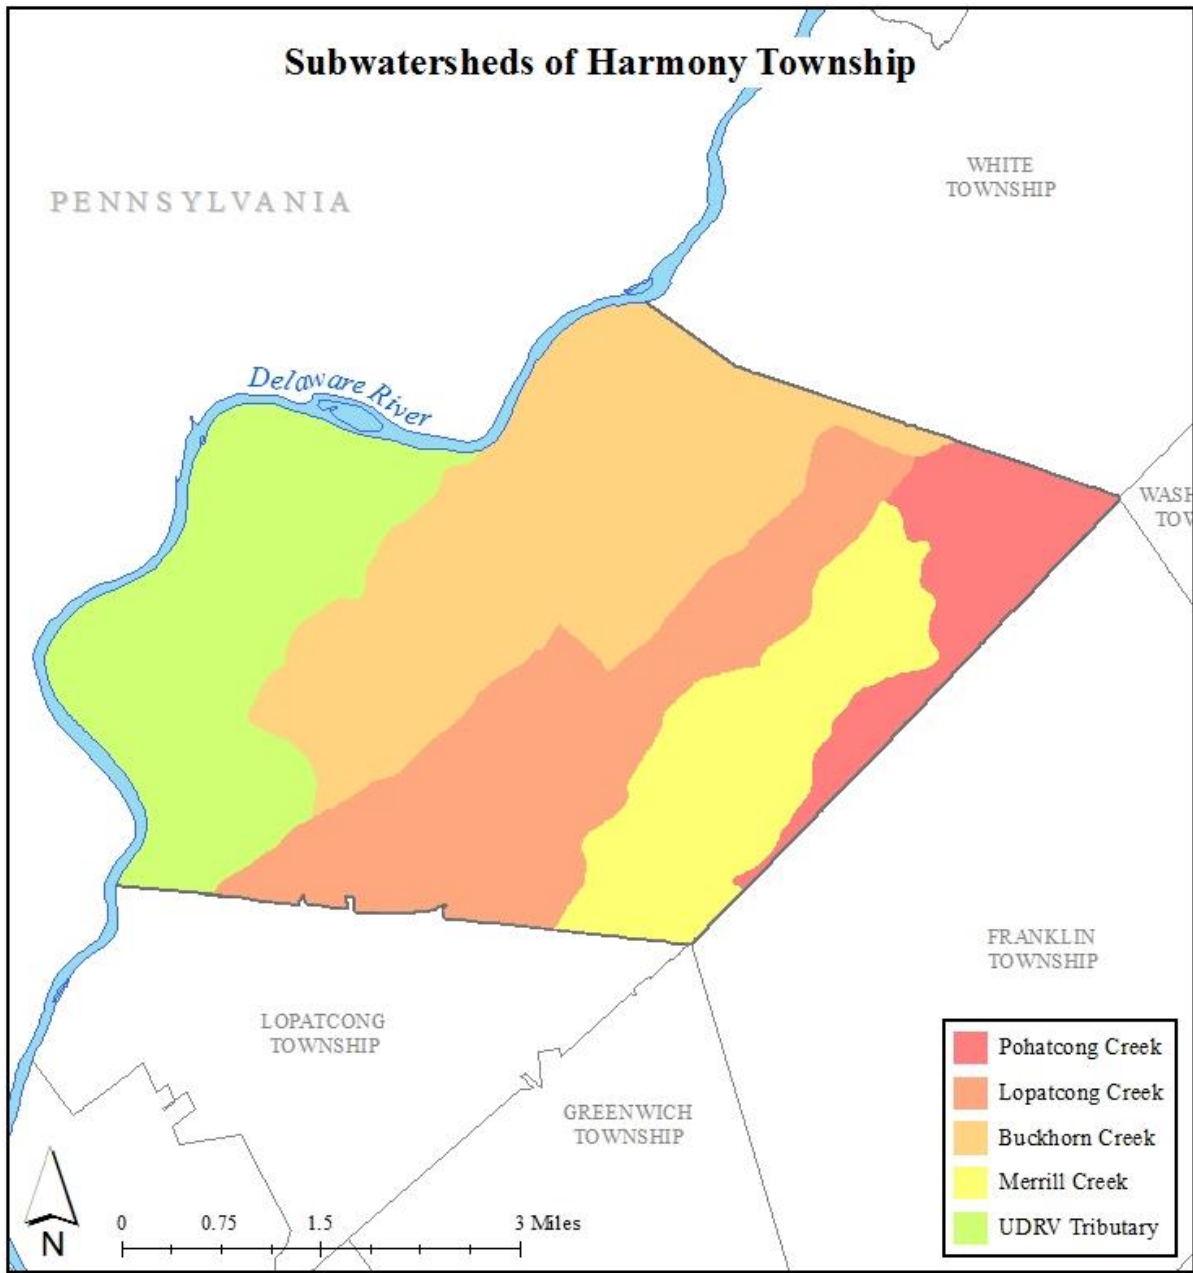 Subwatersheds of Harmony Township
WHITE
TOWNSHIP
PENNSYLVANIA
Delaware River
WASH
TOW
FRANKLIN
TOWNSHIP
LOPATCONG
TOWNSHIP
GREENWICH
TOWNSHIP
Pohatcong Creek
Lopatcong Creek
Buckhorn Creek
Merrill Creek
UDRV Tributary
N
0 0.75 1.5 3 Miles